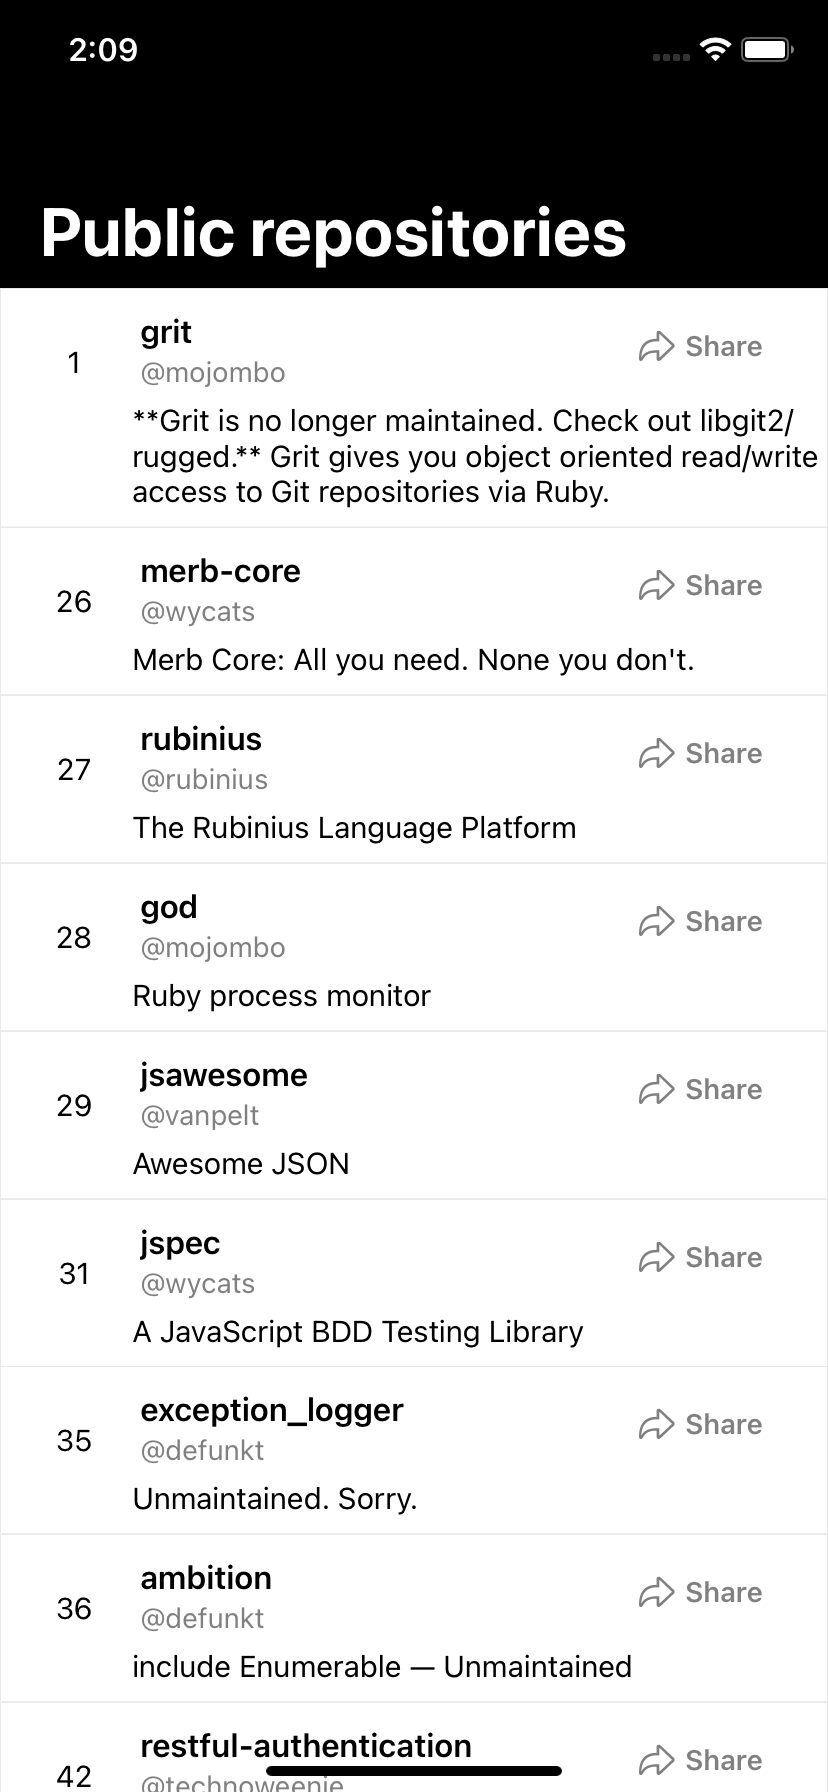 2:09
Public repositories
1
grit
@mojombo
Share
**Grit is no longer maintained. Check out libgit2/
rugged.** Grit gives you object oriented read/write
access to Git repositories via Ruby.
26
merb-core
@wycats
Share
Merb Core: All you need. None you don't.
27
rubinius
@rubinius
Share
The Rubinius Language Platform
28
god
@mojombo
Share
Ruby process monitor
29
jsawesome
@vanpelt
Share
Awesome JSON
31
jspec
@wycats
Share
A JavaScript BDD Testing Library
35
exception_logger
@defunkt
Share
Unmaintained. Sorry.
36
ambition
@defunkt
Share
include Enumerable — Unmaintained
42
restful-authentication
@technoweenie
Share